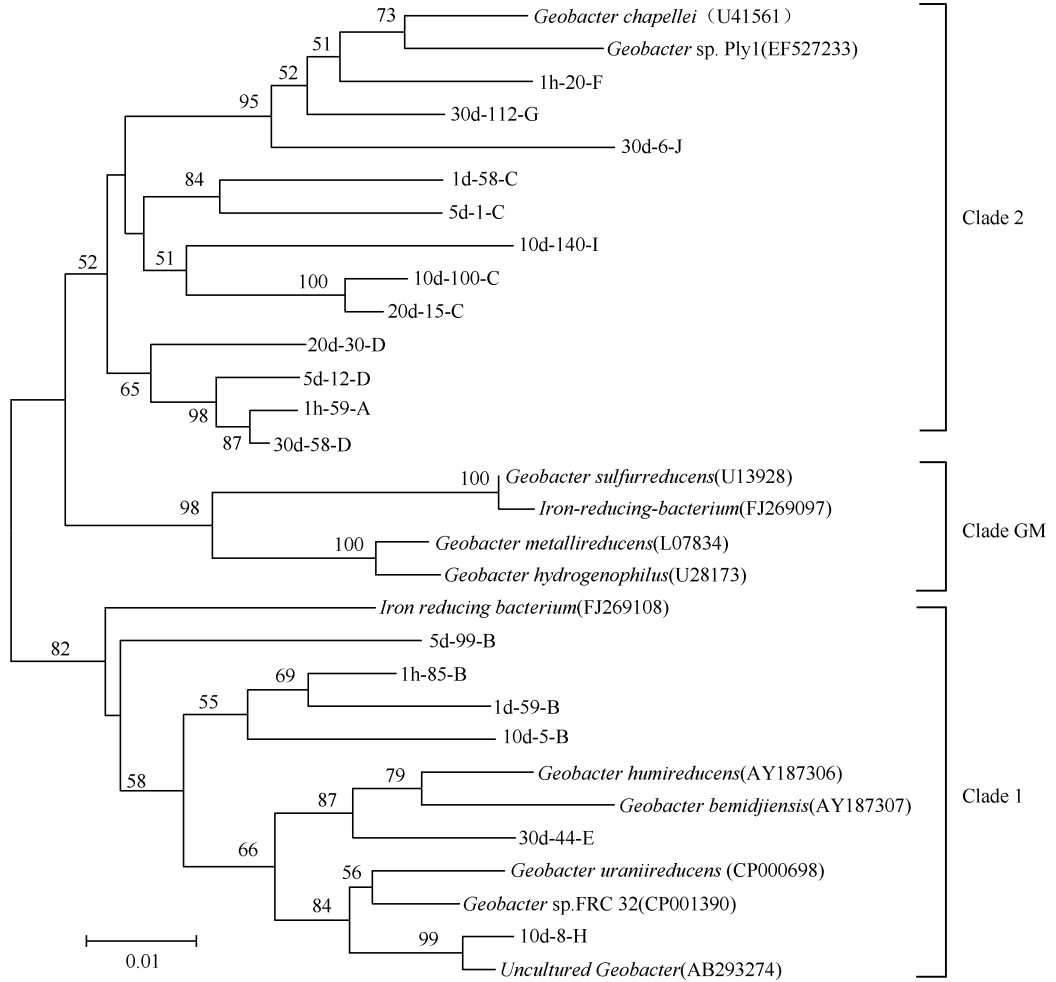 73
Geobacter chapellei（U41561）
51
Geobacter sp. Ply1(EF527233)
52
1h-20-F
95
30d-112-G
30d-6-J
84
1d-58-C
5d-1-C
Clade 2
10d-140-I
51
52
100
10d-100-C
20d-15-C
20d-30-D
65
5d-12-D
98
1h-59-A
87
30d-58-D
100
Geobacter sulfurreducens(U13928)
98
Iron-reducing-bacterium(FJ269097)
Clade GM
100
Geobacter metallireducens(L07834)
Geobacter hydrogenophilus(U28173)
Iron reducing bacterium(FJ269108)
82
5d-99-B
69
1h-85-B
55
1d-59-B
10d-5-B
58
79
Geobacter humireducens(AY187306)
87
Geobacter bemidjiensis(AY187307)
Clade 1
30d-44-E
66
56
Geobacter uraniireducens (CP000698)
84
Geobacter sp.FRC 32(CP001390)
99
10d-8-H
0.01
Uncultured Geobacter(AB293274)